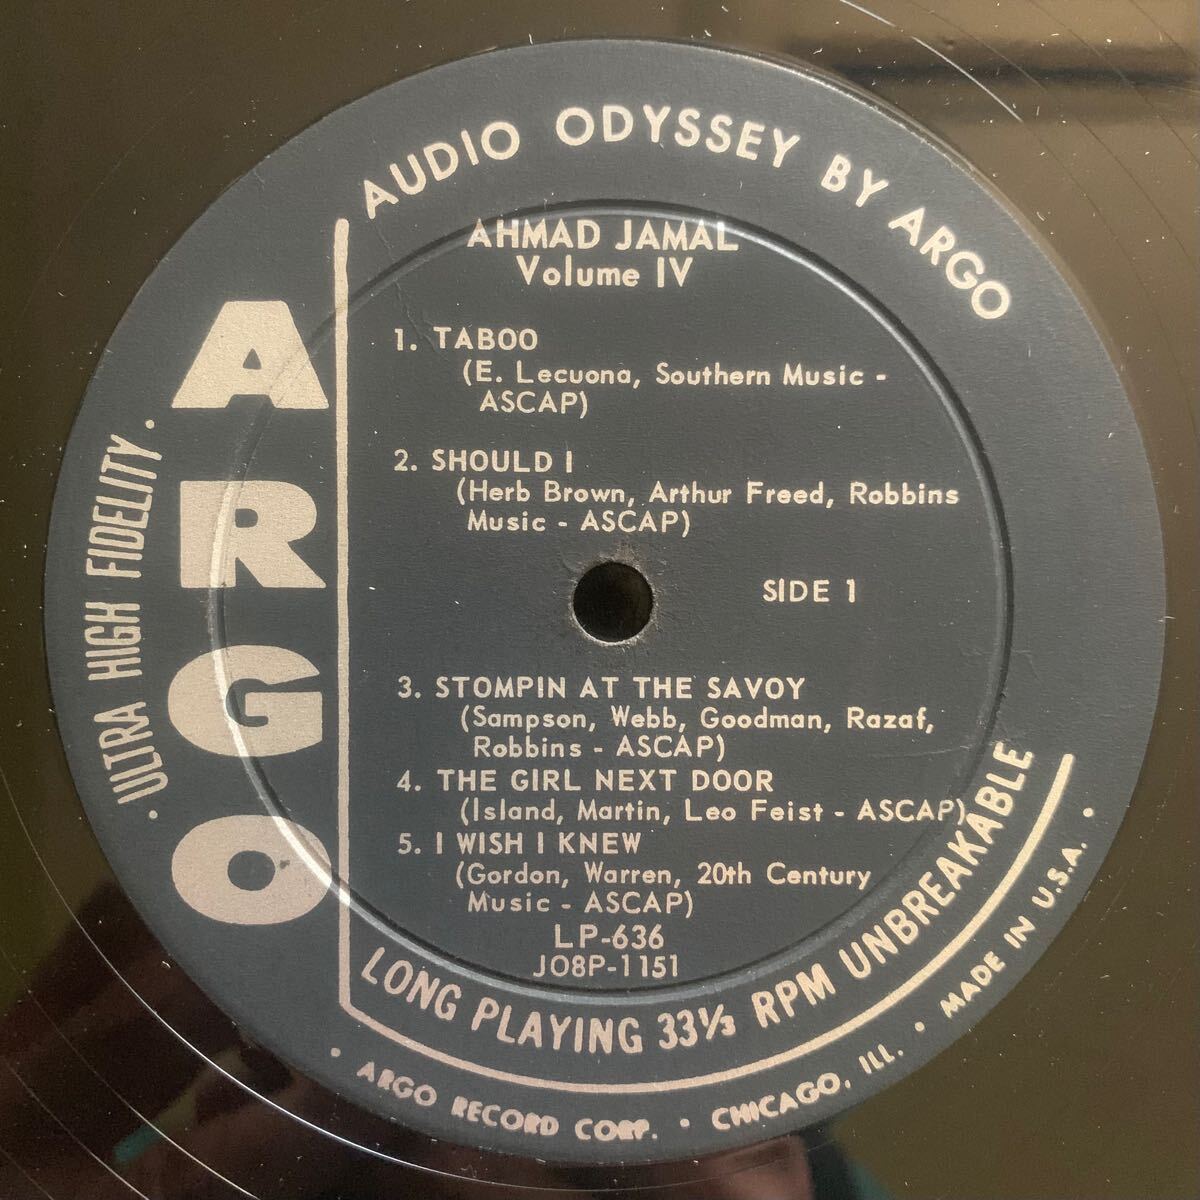 AUDIO ODYSSEY BY ARGO
AHMAD JAMAL
Volume IV
1. TABOO
(E. Lecuona, Southern Music -
ASCAP)
2. SHOULD I
(Herb Brown, Arthur Freed, Robbins
Music - ASCAP)
SIDE 1
3. STOMPIN AT THE SAVOY
(Sampson, Webb, Goodman, Razaf,
Robbins - ASCAP)
4. THE GIRL NEXT DOOR
(Island, Martin, Leo Feist - ASCAP)
5. I WISH I KNEW
(Gordon, Warren, 20th Century
Music - ASCAP)
LP-636
JO8P-1151
ARGO
· ULTRA HIGH FIDELITY ·
LONG PLAYING 33⅓ RPM UNBREAKABLE
· ARGO RECORD CORP. · CHICAGO, ILL. · MADE IN U.S.A. ·